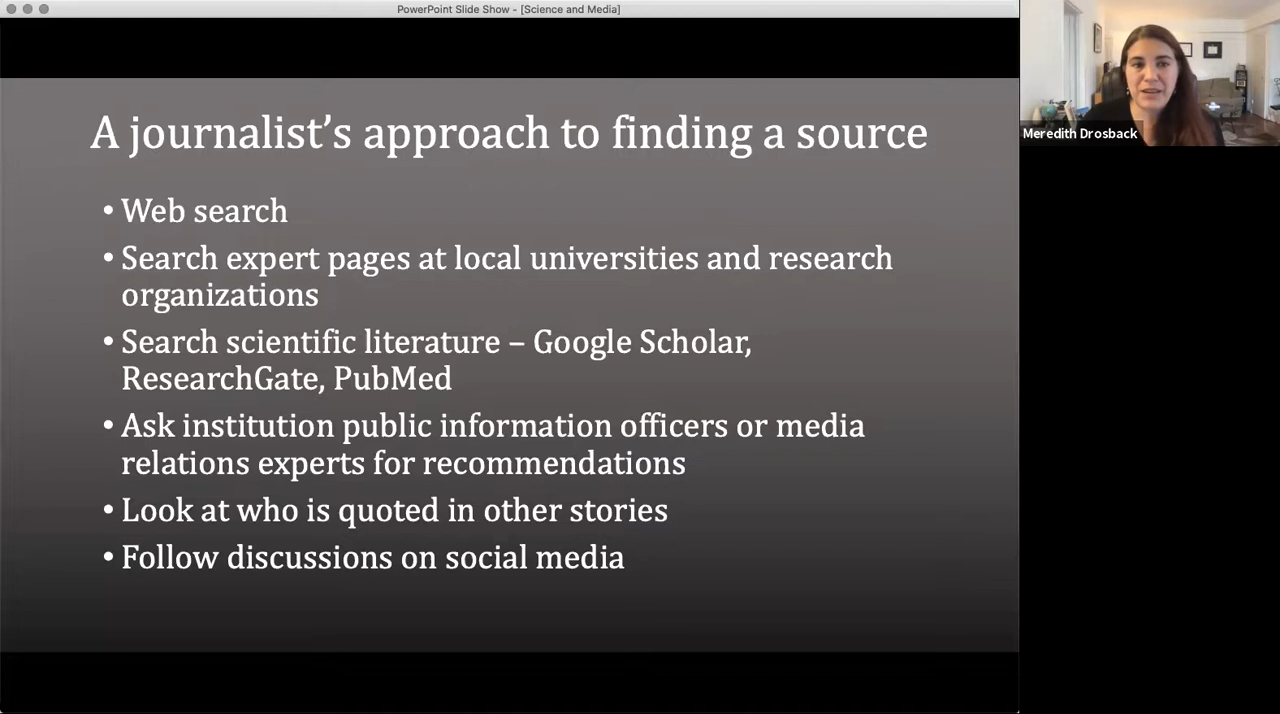 PowerPoint Slide Show - [Science and Media]
A journalist’s approach to finding a source
• Web search
• Search expert pages at local universities and research
organizations
• Search scientific literature – Google Scholar,
ResearchGate, PubMed
• Ask institution public information officers or media
relations experts for recommendations
• Look at who is quoted in other stories
• Follow discussions on social media
Meredith Drosback